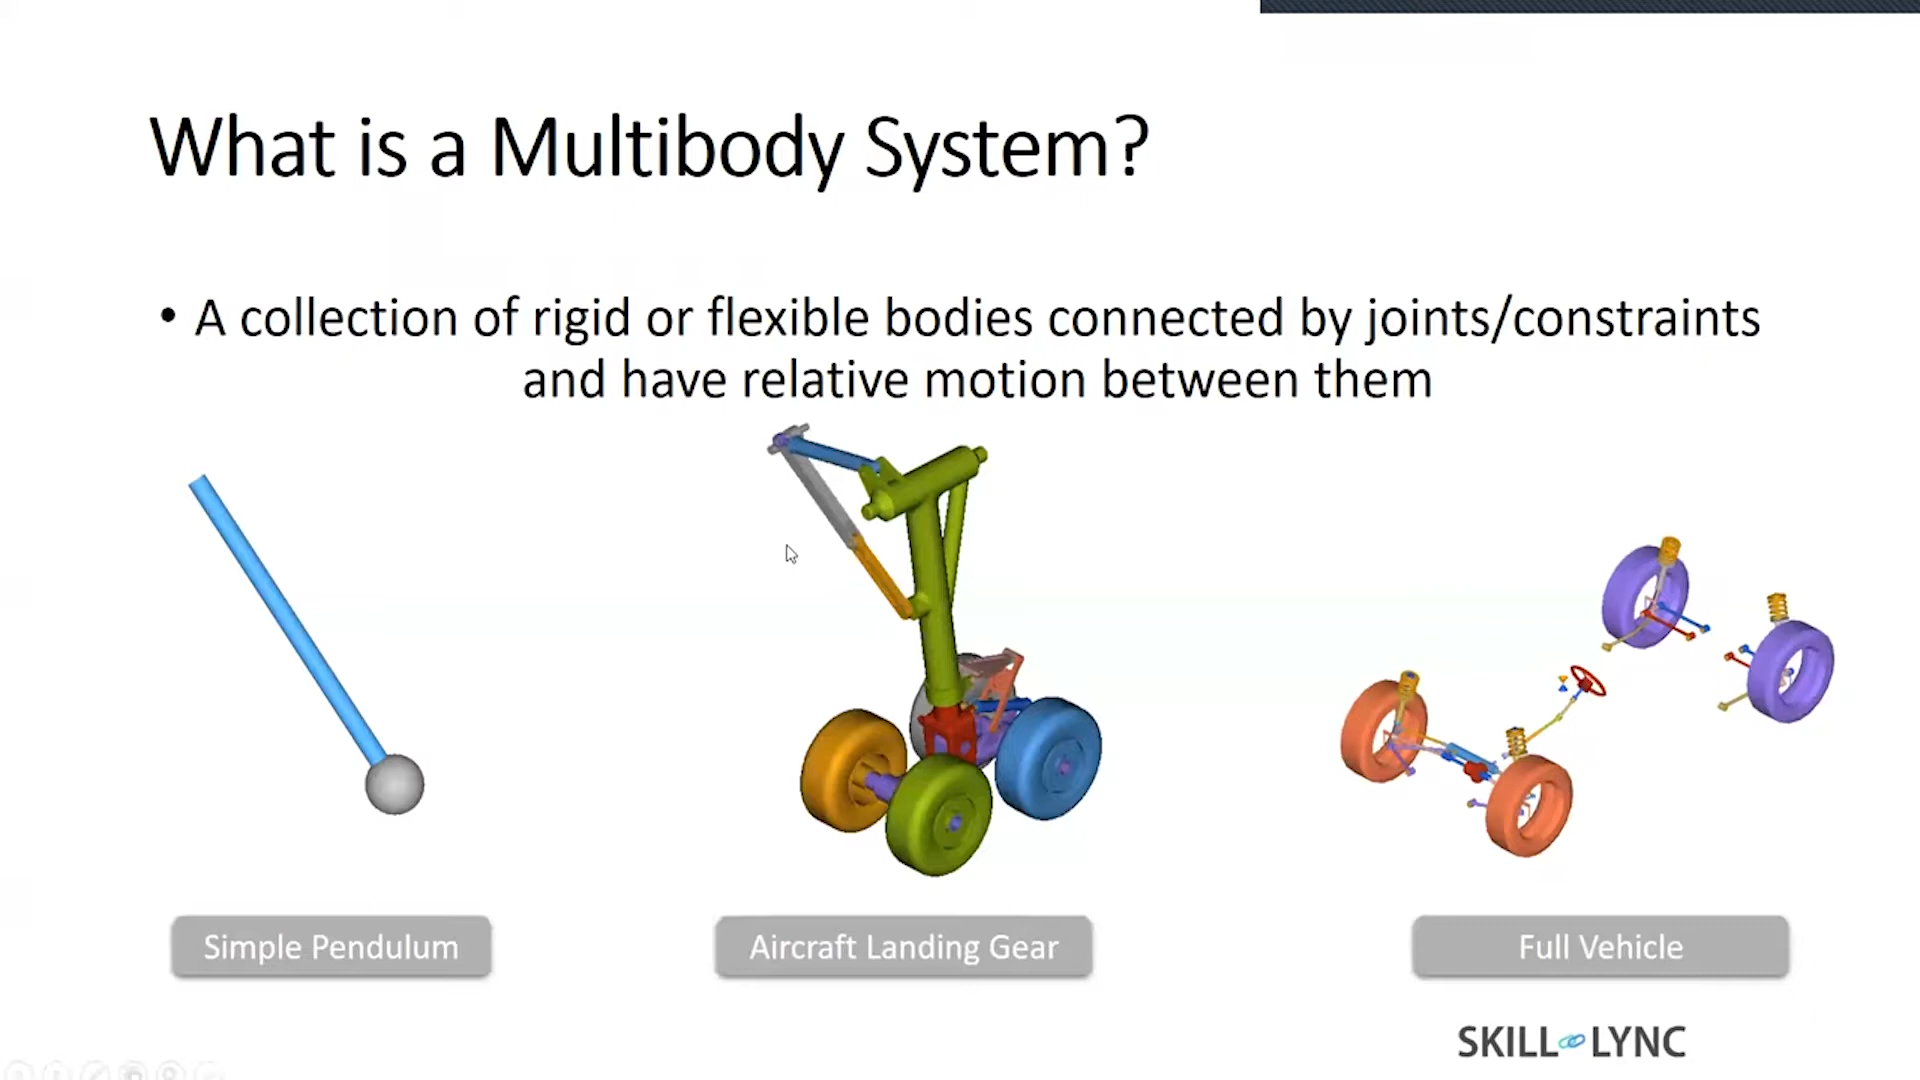 What is a Multibody System?
• A collection of rigid or flexible bodies connected by joints/constraints
and have relative motion between them
Simple Pendulum
Aircraft Landing Gear
Full Vehicle
SKILL LYNC